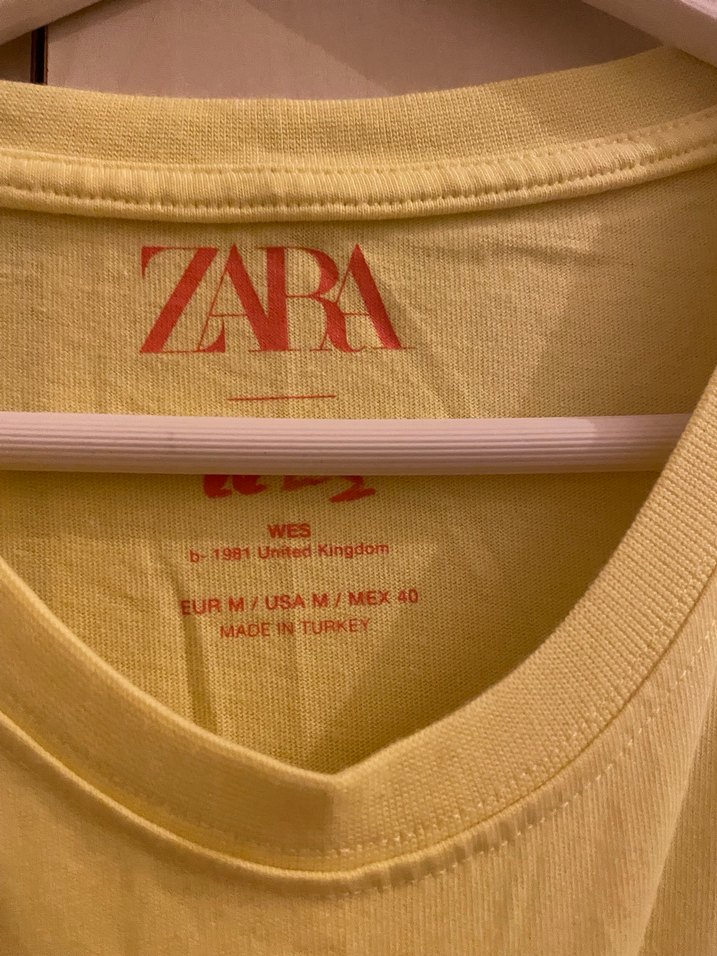 ZARA
WES
b- 1981 United Kingdom
EUR M / USA M / MEX 40
MADE IN TURKEY